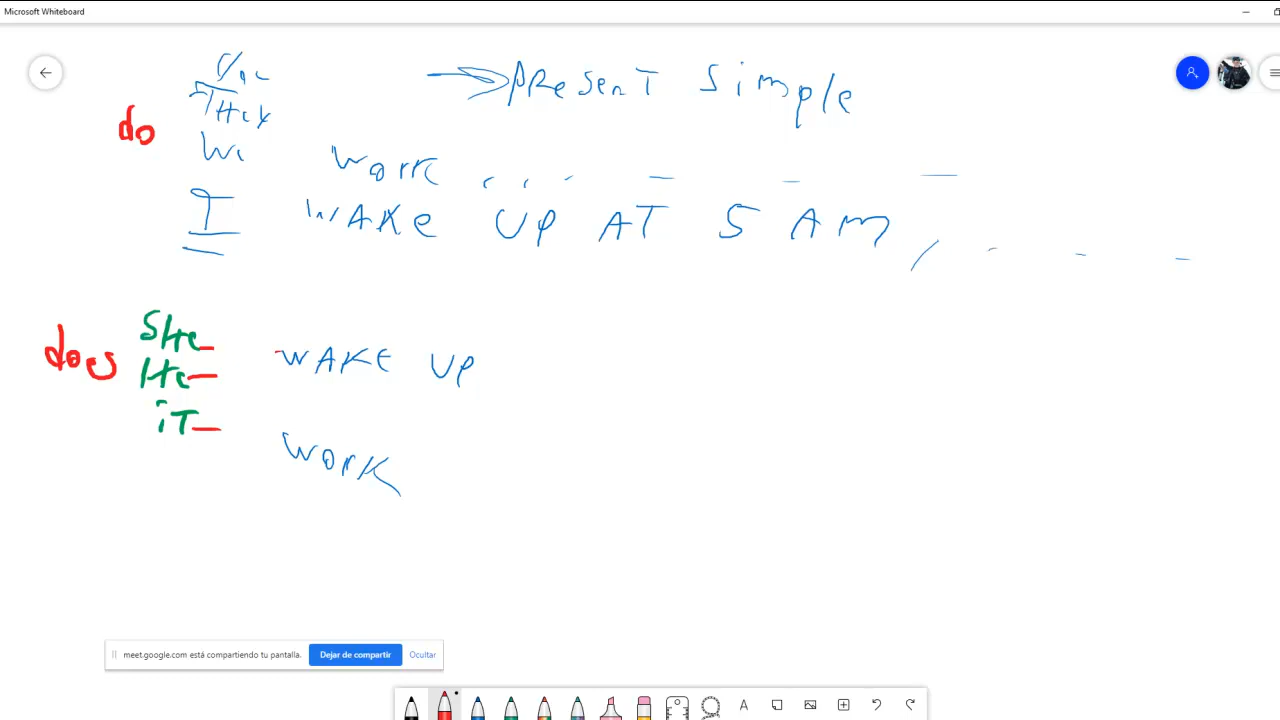 Microsoft Whiteboard
You
→ PResenT Simple
THey
do
We
WORK
I WAKe UP AT 5 AM,
does
SHe
He
iT
WAKE UP
WORK
meet.google.com está compartiendo tu pantalla. Dejar de compartir Ocultar
A